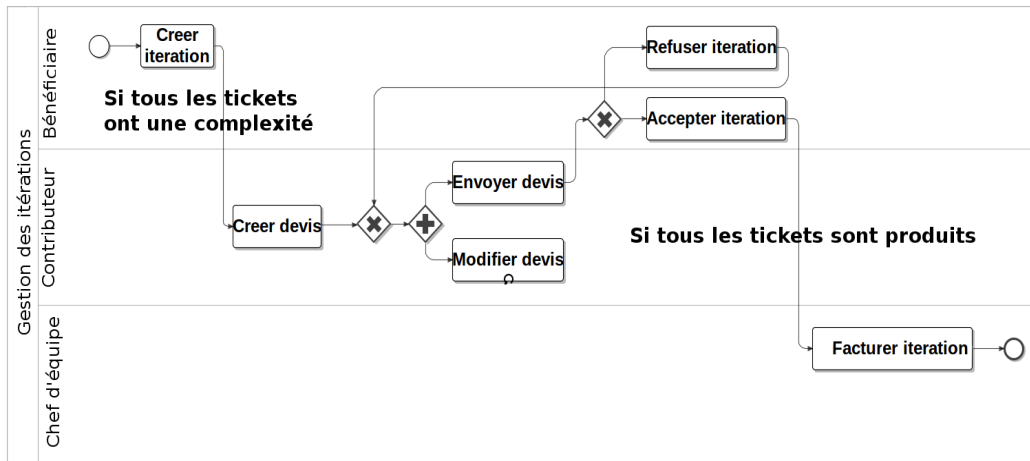 Gestion des itérations
Bénéficiaire
Creer
iteration
Si tous les tickets
ont une complexité
Refuser iteration
Accepter iteration
Contributeur
Creer devis
Envoyer devis
Modifier devis
Si tous les tickets sont produits
Chef d'équipe
Facturer iteration